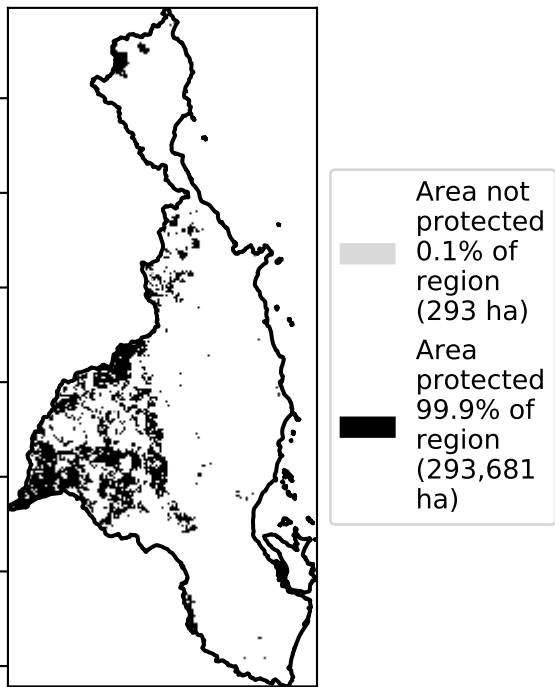 Area not
protected
0.1% of
region
(293 ha)
Area
protected
99.9% of
region
(293,681
ha)